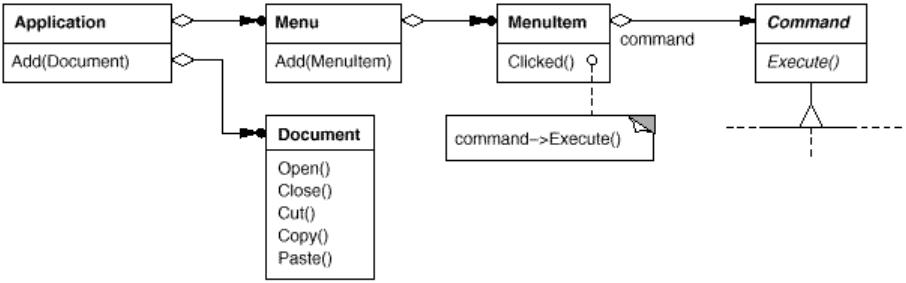 Application
Add(Document)
Menu
Add(MenuItem)
MenuItem
Clicked()
command
Command
Execute()
command->Execute()
Document
Open()
Close()
Cut()
Copy()
Paste()